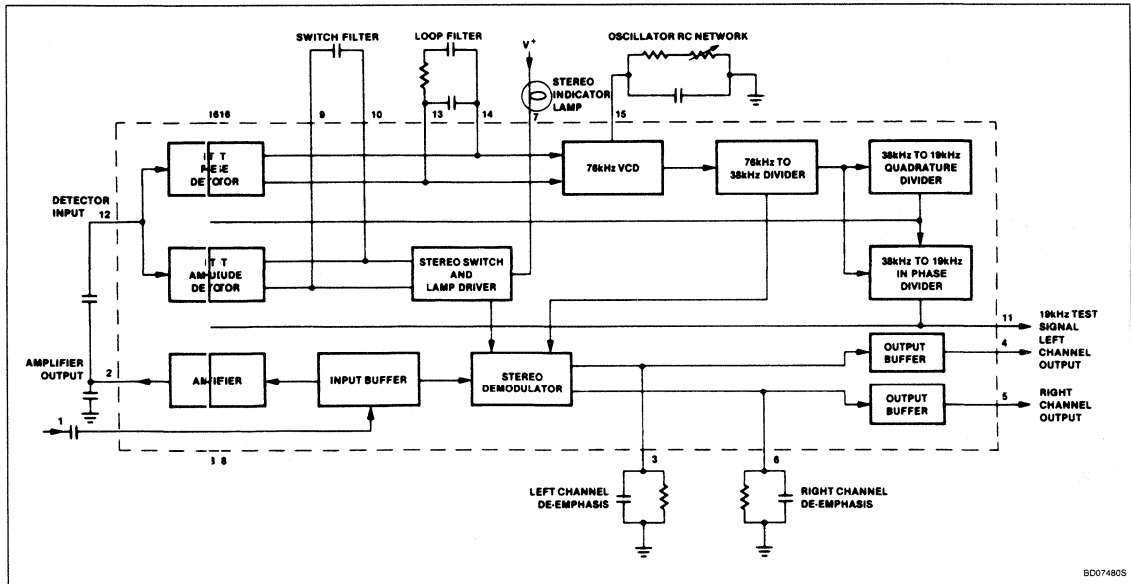 SWITCH FILTER
LOOP FILTER
V+
OSCILLATOR RC NETWORK
STEREO
INDICATOR
LAMP
9
10
13
14
7
15
76kHz VCD
76kHz TO
38kHz DIVIDER
38kHz TO 19kHz
QUADRATURE
DIVIDER
DETECTOR
INPUT
12
STEREO SWITCH
AND
LAMP DRIVER
38kHz TO 19kHz
IN PHASE
DIVIDER
11
19kHz TEST
SIGNAL
AMPLIFIER
OUTPUT
2
INPUT BUFFER
STEREO
DEMODULATOR
OUTPUT
BUFFER
4
LEFT
CHANNEL
OUTPUT
OUTPUT
BUFFER
5
RIGHT
CHANNEL
OUTPUT
1
8
3
6
LEFT CHANNEL
DE-EMPHASIS
RIGHT CHANNEL
DE-EMPHASIS
BD07480S